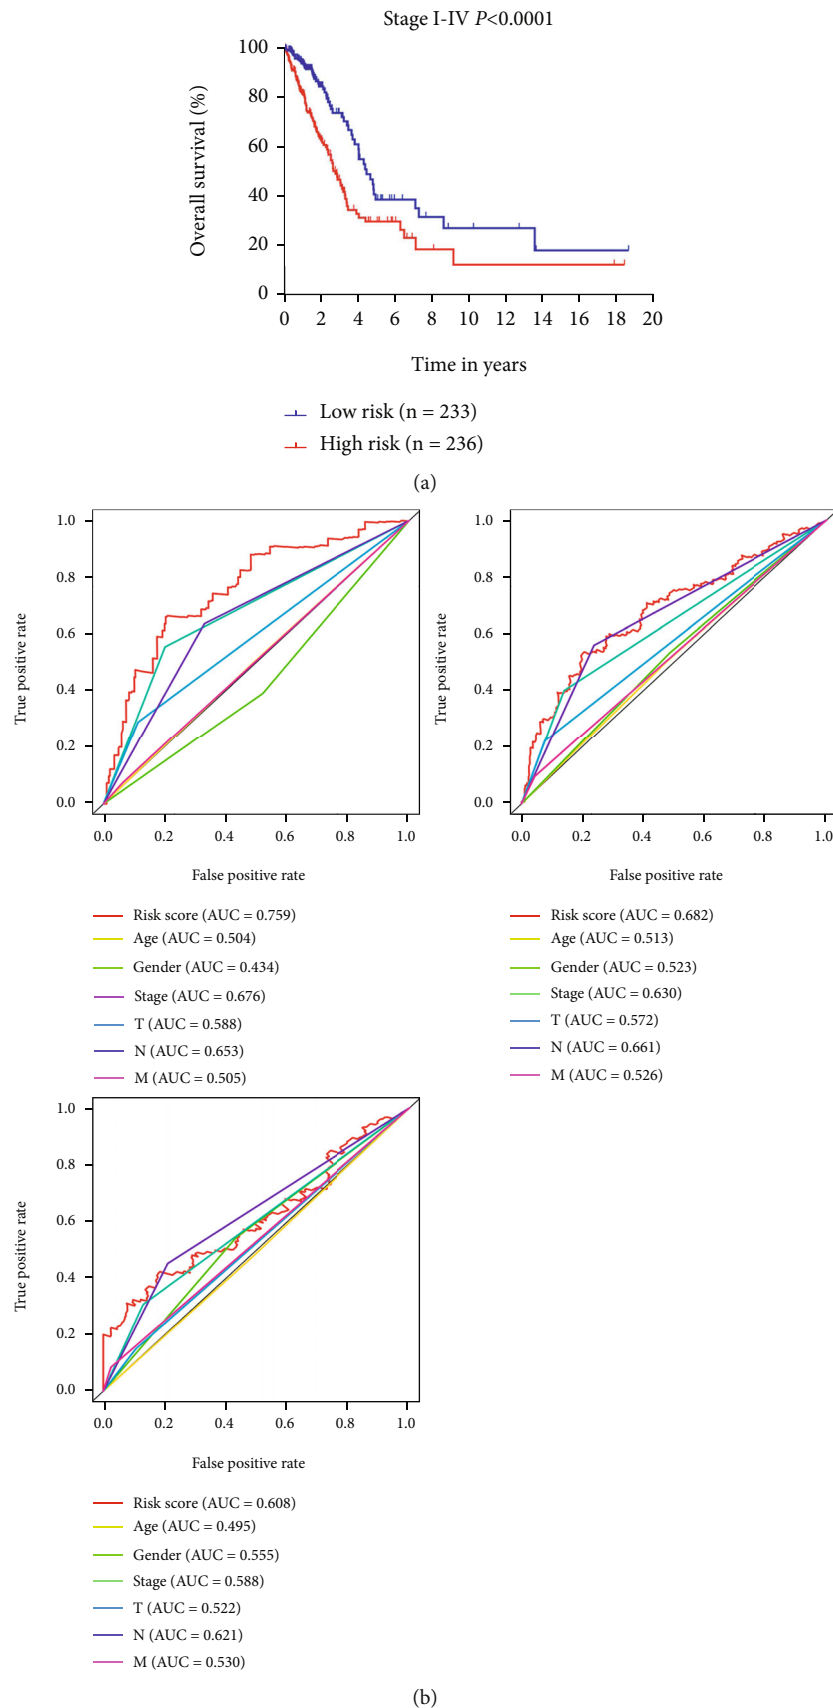 Stage I-IV P<0.0001
Overall survival (%)
100
80
60
40
20
0
0 2 4 6 8 10 12 14 16 18 20
Time in years
Low risk (n = 233)
High risk (n = 236)
(a)
True positive rate
1.0
0.8
0.6
0.4
0.2
0.0
0.0 0.2 0.4 0.6 0.8 1.0
False positive rate
Risk score (AUC = 0.759)
Age (AUC = 0.504)
Gender (AUC = 0.434)
Stage (AUC = 0.676)
T (AUC = 0.588)
N (AUC = 0.653)
M (AUC = 0.505)
True positive rate
1.0
0.8
0.6
0.4
0.2
0.0
0.0 0.2 0.4 0.6 0.8 1.0
False positive rate
Risk score (AUC = 0.682)
Age (AUC = 0.513)
Gender (AUC = 0.523)
Stage (AUC = 0.630)
T (AUC = 0.572)
N (AUC = 0.661)
M (AUC = 0.526)
True positive rate
1.0
0.8
0.6
0.4
0.2
0.0
0.0 0.2 0.4 0.6 0.8 1.0
False positive rate
Risk score (AUC = 0.608)
Age (AUC = 0.495)
Gender (AUC = 0.555)
Stage (AUC = 0.588)
T (AUC = 0.522)
N (AUC = 0.621)
M (AUC = 0.530)
(b)